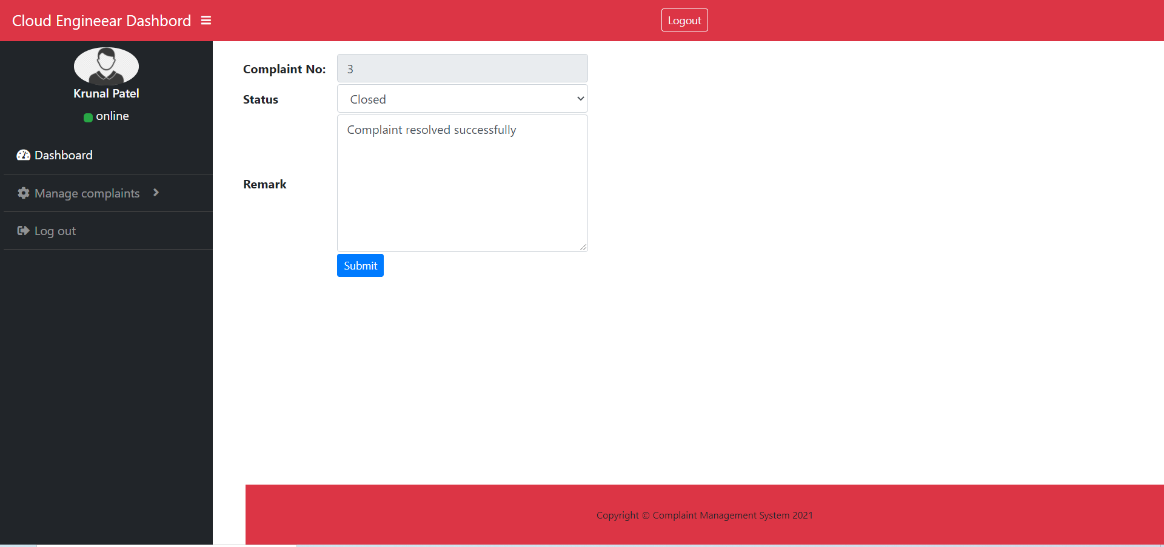 Cloud Engineear Dashbord
Logout
Krunal Patel
online
Dashboard
Manage complaints
Log out
Complaint No: 3
Status Closed
Remark Complaint resolved successfully
Submit
Copyright © Complaint Management System 2021